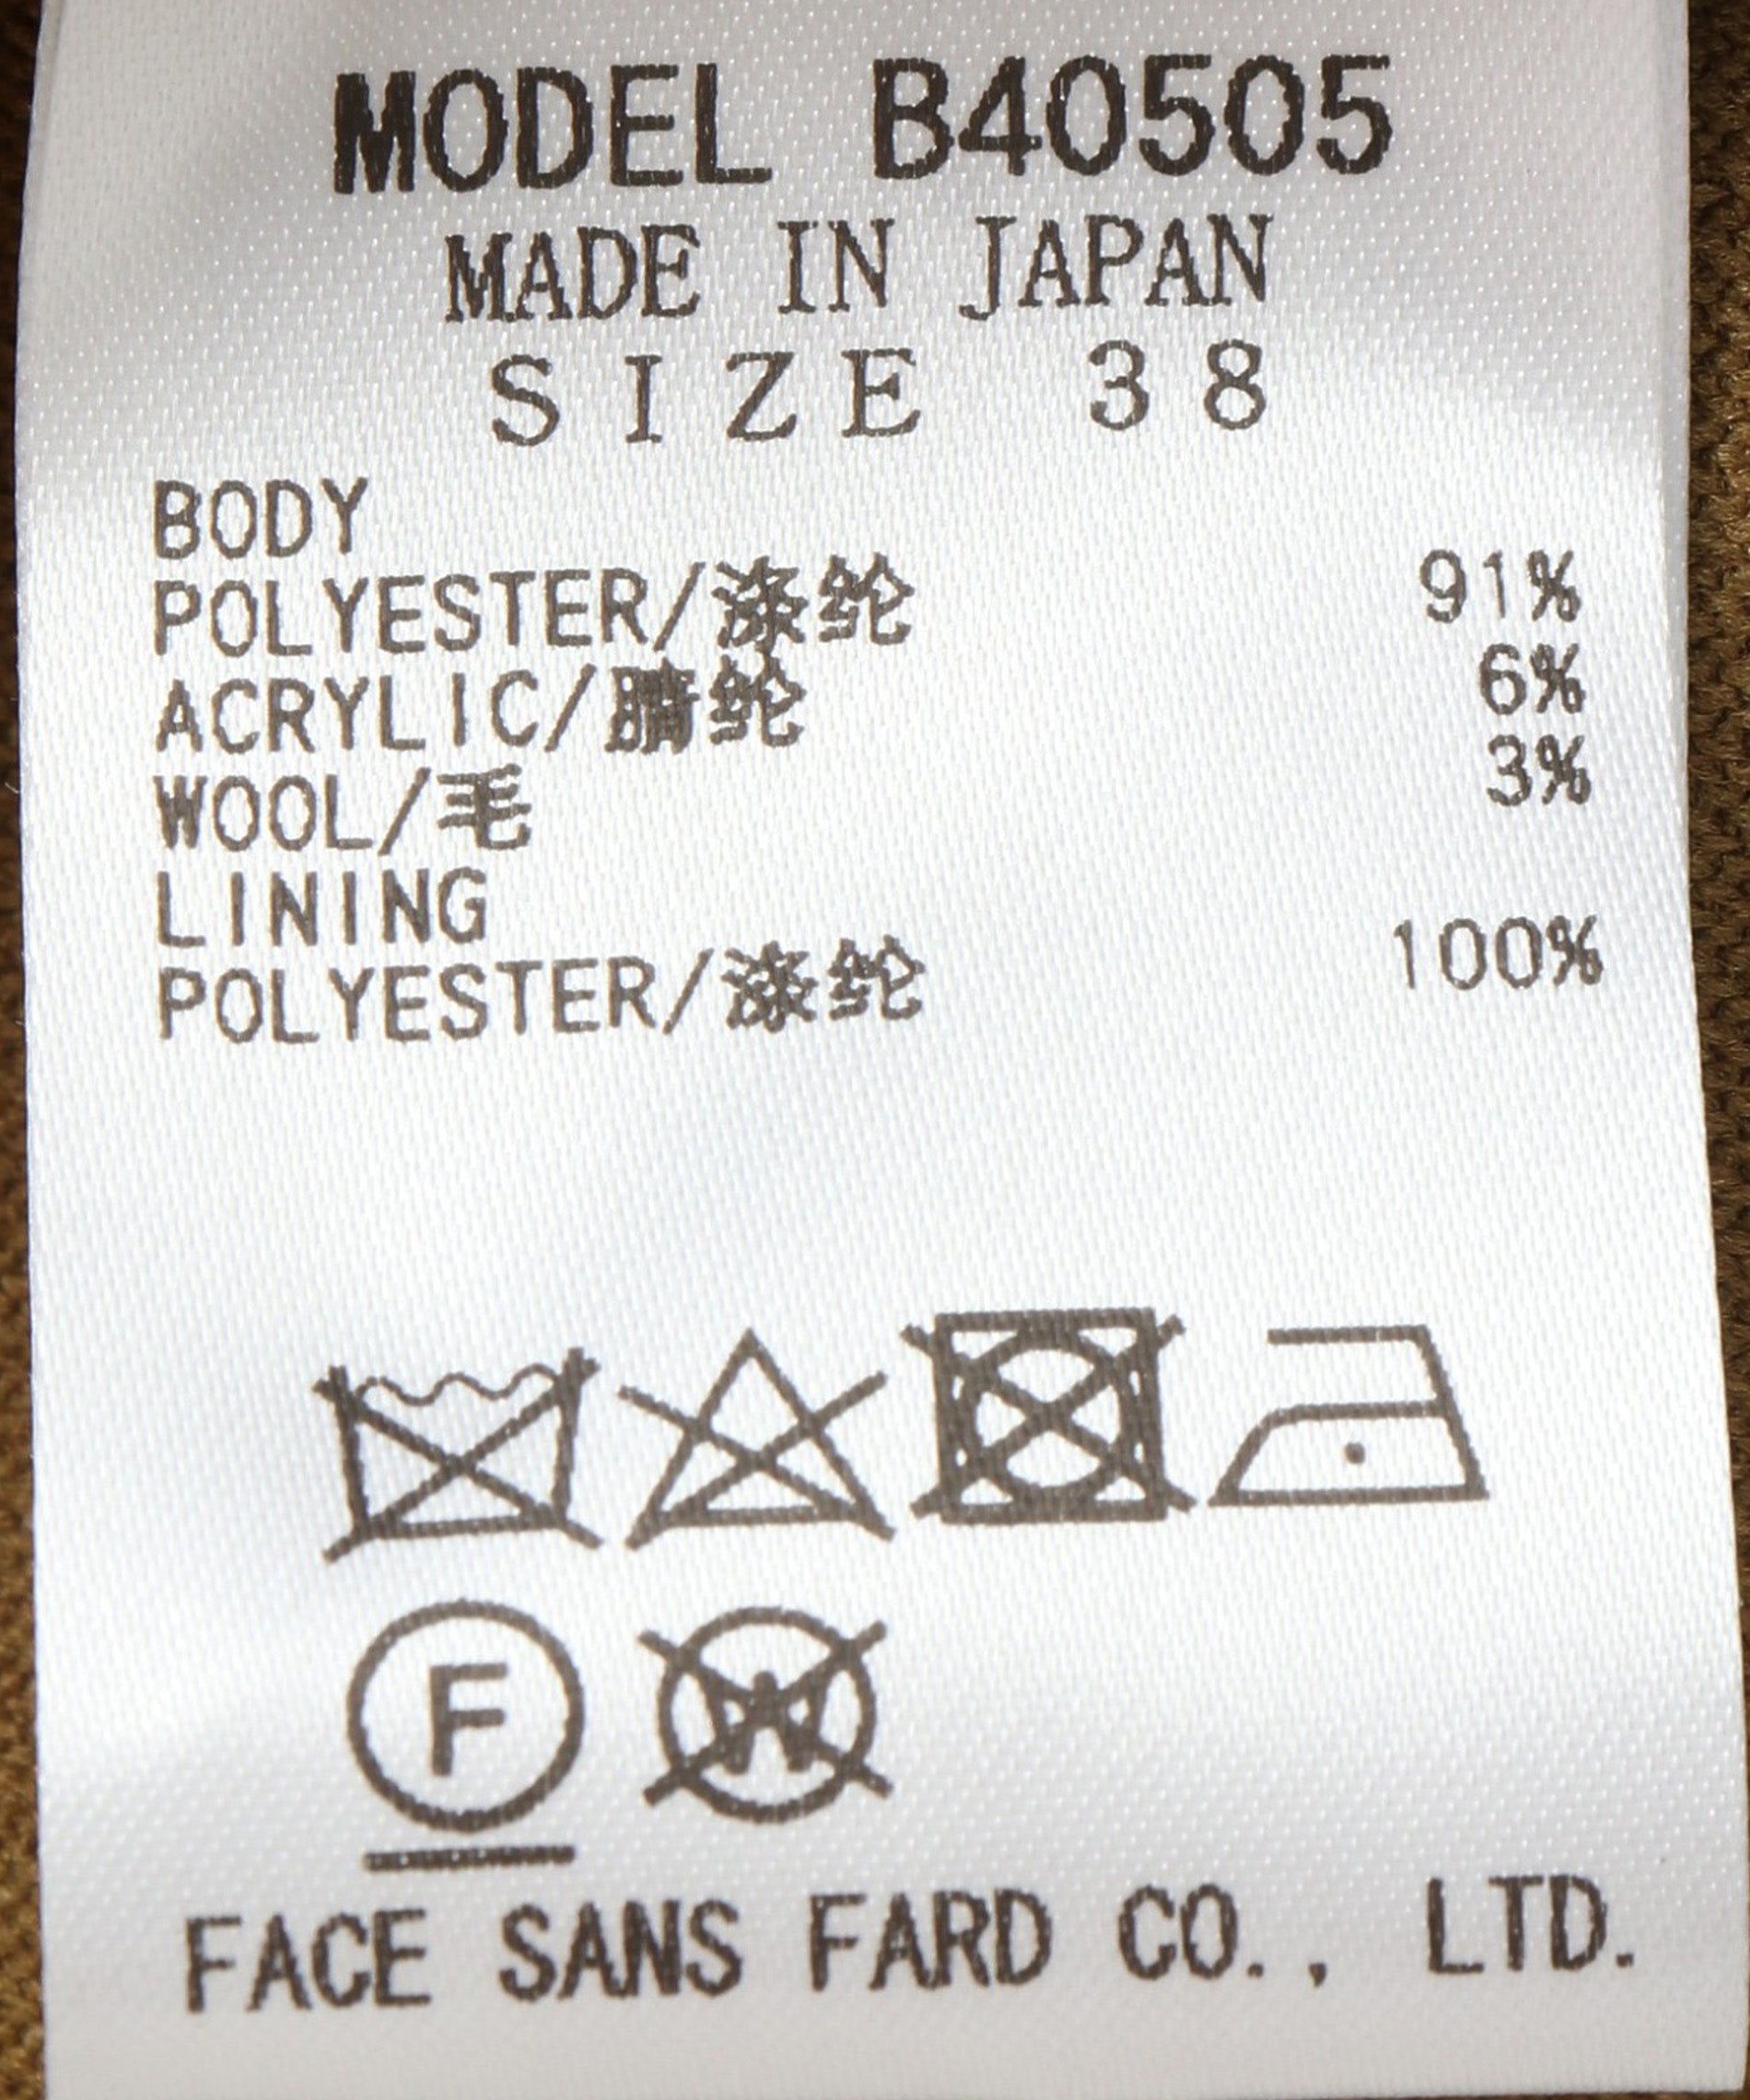 MODEL B40505
MADE IN JAPAN
SIZE 38
BODY
POLYESTER/涤纶 91%
ACRYLIC/腈纶 6%
WOOL/毛 3%
LINING
POLYESTER/涤纶 100%
F W
FACE SANS FARD CO., LTD.